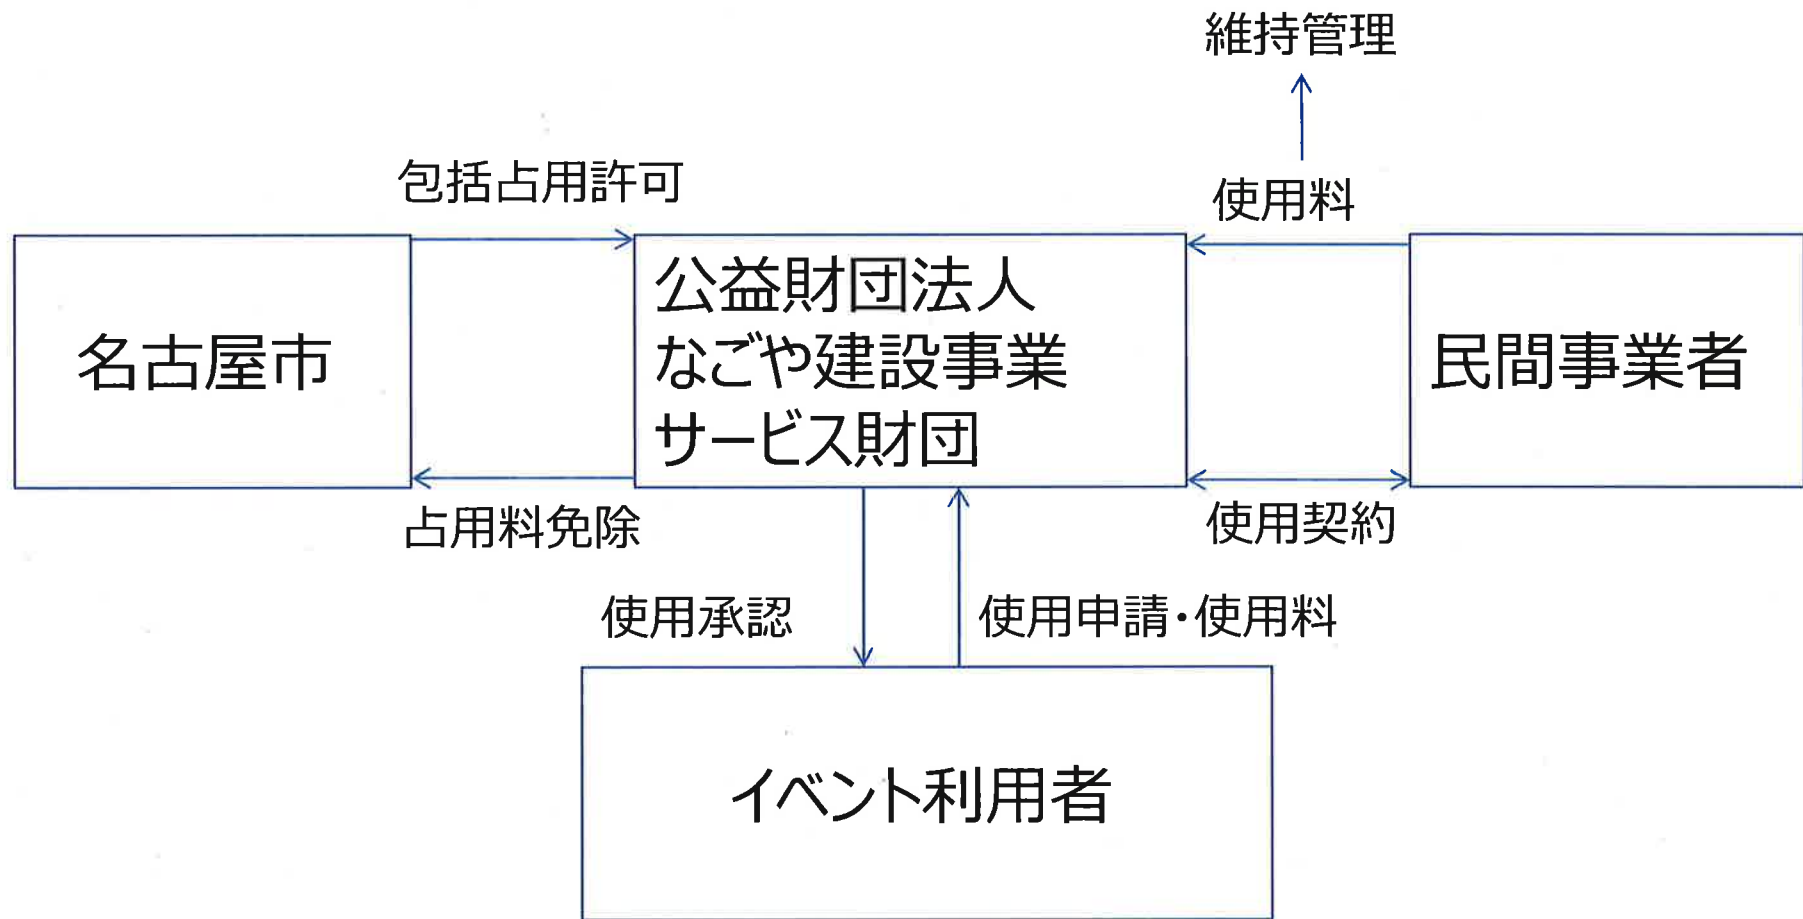 維持管理
包括占用許可
使用料
名古屋市
公益財団法人
なごや建設事業
サービス財団
民間事業者
占用料免除
使用契約
使用承認
使用申請・使用料
イベント利用者